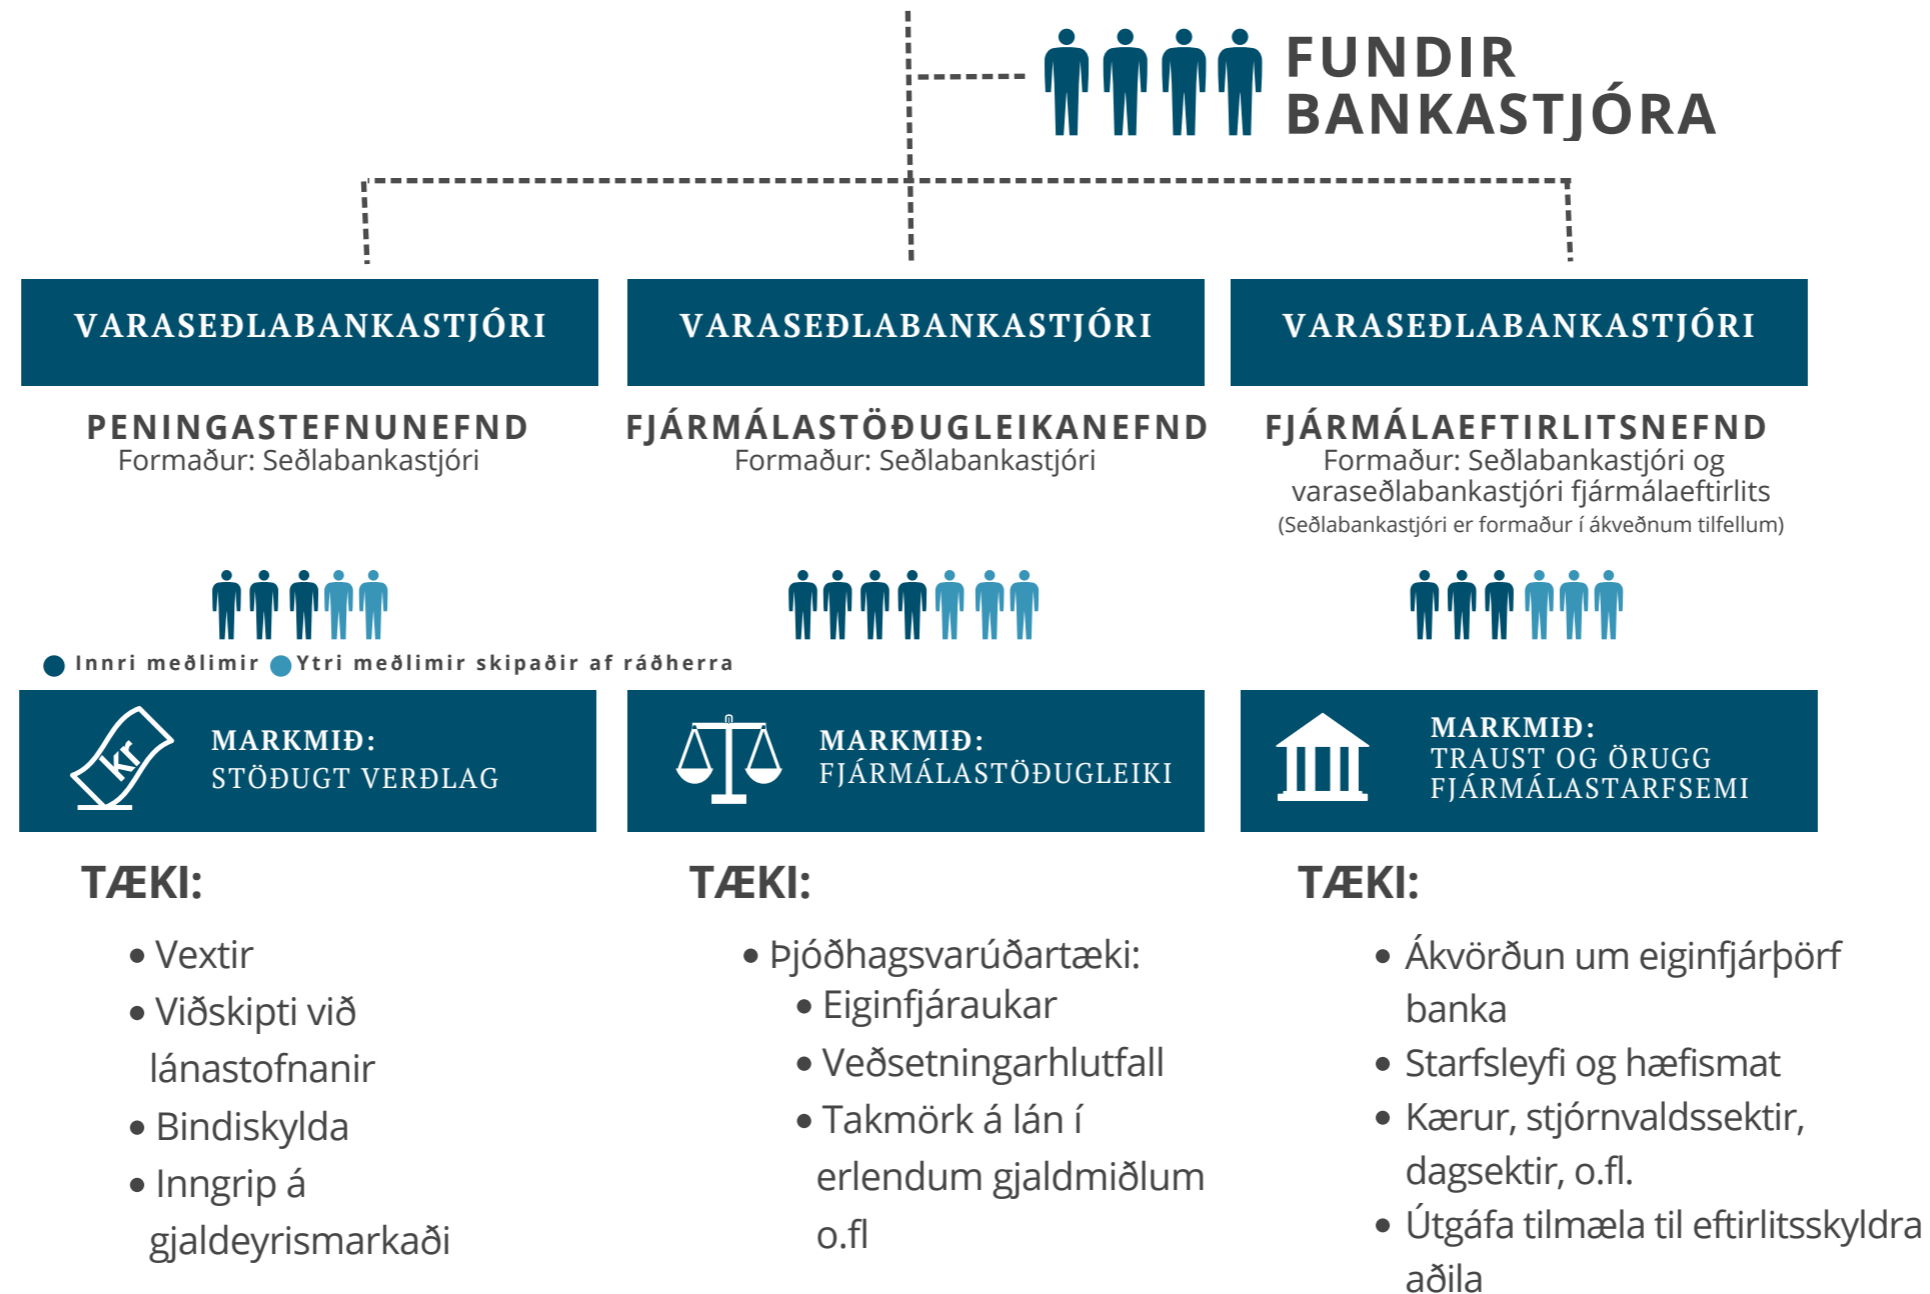 FUNDIR
BANKASTJÓRA
VARASEÐLABANKASTJÓRI
PENINGASTEFNUNEFND
Formaður: Seðlabankastjóri
Innri meðlimir
Ytri meðlimir skipaðir af ráðherra
kr
MARKMIÐ:
STÖÐUGT VERÐLAG
TÆKI:
• Vextir
• Viðskipti við
lánastofnanir
• Bindiskylda
• Inngrip á
gjaldeyrismarkaði
VARASEÐLABANKASTJÓRI
FJÁRMÁLASTÖÐUGLEIKANEFND
Formaður: Seðlabankastjóri
MARKMIÐ:
FJÁRMÁLASTÖÐUGLEIKI
TÆKI:
• Þjóðhagsvarúðartæki:
• Eiginfjáraukar
• Veðsetningarhlutfall
• Takmörk á lán í
erlendum gjaldmiðlum
o.fl
VARASEÐLABANKASTJÓRI
FJÁRMÁLAEFTIRLITSNEFND
Formaður: Seðlabankastjóri og
varaseðlabankastjóri fjármálaeftirlits
(Seðlabankastjóri er formaður í ákveðnum tilfellum)
MARKMIÐ:
TRAUST OG ÖRUGG
FJÁRMÁLASTARFSEMI
TÆKI:
• Ákvörðun um eiginfjárþörf
banka
• Starfsleyfi og hæfismat
• Kærur, stjórnvaldssektir,
dagsektir, o.fl.
• Útgáfa tilmæla til eftirlitsskyldra
aðila